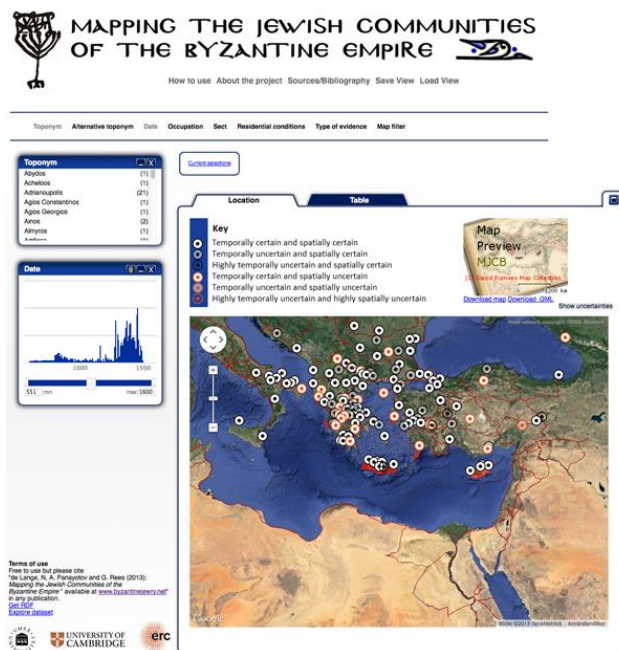 MAPPING THE JEWISH COMMUNITIES
OF THE BYZANTINE EMPIRE
How to use About the project Sources/Bibliography Save View Load View
Toponym Alternative toponym Date Occupation Sect Residential conditions Type of evidence Map filter
Toponym
Abydos (1)
Acheloos (1)
Adrianoupolis (21)
Agios Constantinos (1)
Agios Georgios (1)
Ainos (2)
Almyros (1)
Current selections
Location Table
Key
Temporally certain and spatially certain
Temporally uncertain and spatially certain
Highly temporally uncertain and spatially certain
Temporally certain and spatially uncertain
Temporally uncertain and spatially uncertain
Highly temporally uncertain and highly spatially uncertain
Map
Preview
MJCB
(C) David Rumsey Map Collection
Download map Download GML
Show uncertainties
Date
1000 1500
551 min max 1600
Google
Terms of use
Free to use but please cite
"de Lange, N. A. Panayotov and G. Rees (2013):
Mapping the Jewish Communities of the
Byzantine Empire" available at www.byzantinejewry.net"
in any publication.
Get RDF
Explore dataset
UNIVERSITY OF
CAMBRIDGE
erc